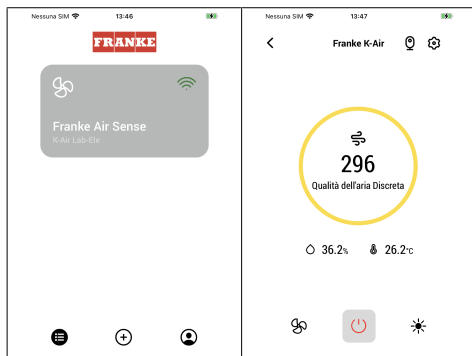 Nessuna SIM 13:46
FRANKE
Franke Air Sense
K-Air Lab-Ele
Nessuna SIM 13:47
Franke K-Air
296
Qualità dell'aria Discreta
36.2% 26.2°C